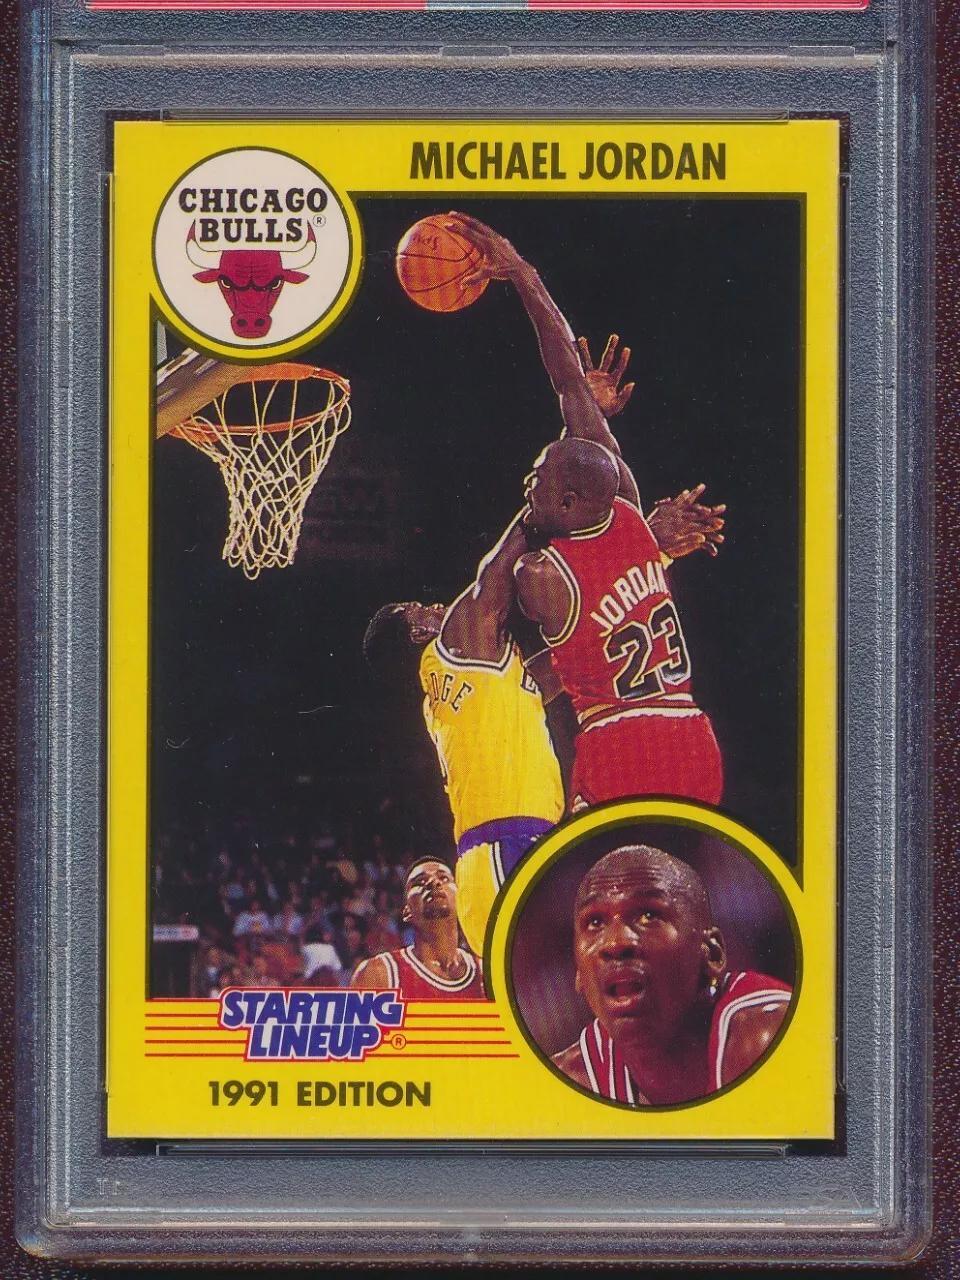 MICHAEL JORDAN
CHICAGO
BULLS®
JORDAN
23
STARTING
LINEUP®
1991 EDITION